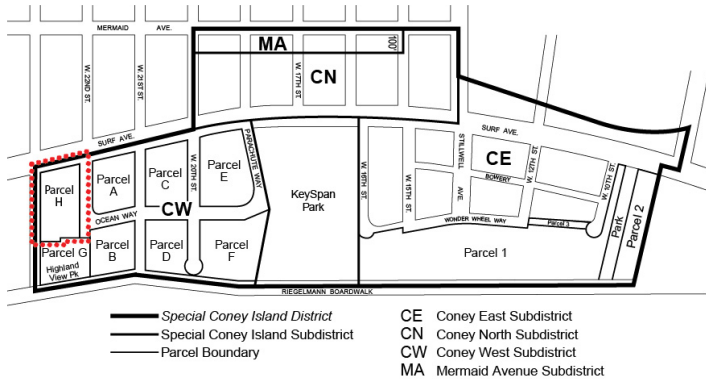 MERMAID AVE.
MA
100'
CN
W. 22ND ST.
W. 21ST ST.
W. 17TH ST.
SURF AVE.
SURF AVE.
Parcel H
Parcel A
Parcel C
W. 20TH ST.
Parcel E
PARACHUTE WAY
KeySpan Park
W. 16TH ST.
W. 15TH ST.
STILLWELL AVE.
CE
BOWERY
W. 12TH ST.
W. 10TH ST.
OCEAN WAY
CW
WONDER WHEEL WAY
Parcel 3
Park
Parcel 2
Parcel G
Highland View Pk
Parcel B
Parcel D
Parcel F
Parcel 1
RIEGELMANN BOARDWALK
Special Coney Island District
Special Coney Island Subdistrict
Parcel Boundary
CE Coney East Subdistrict
CN Coney North Subdistrict
CW Coney West Subdistrict
MA Mermaid Avenue Subdistrict